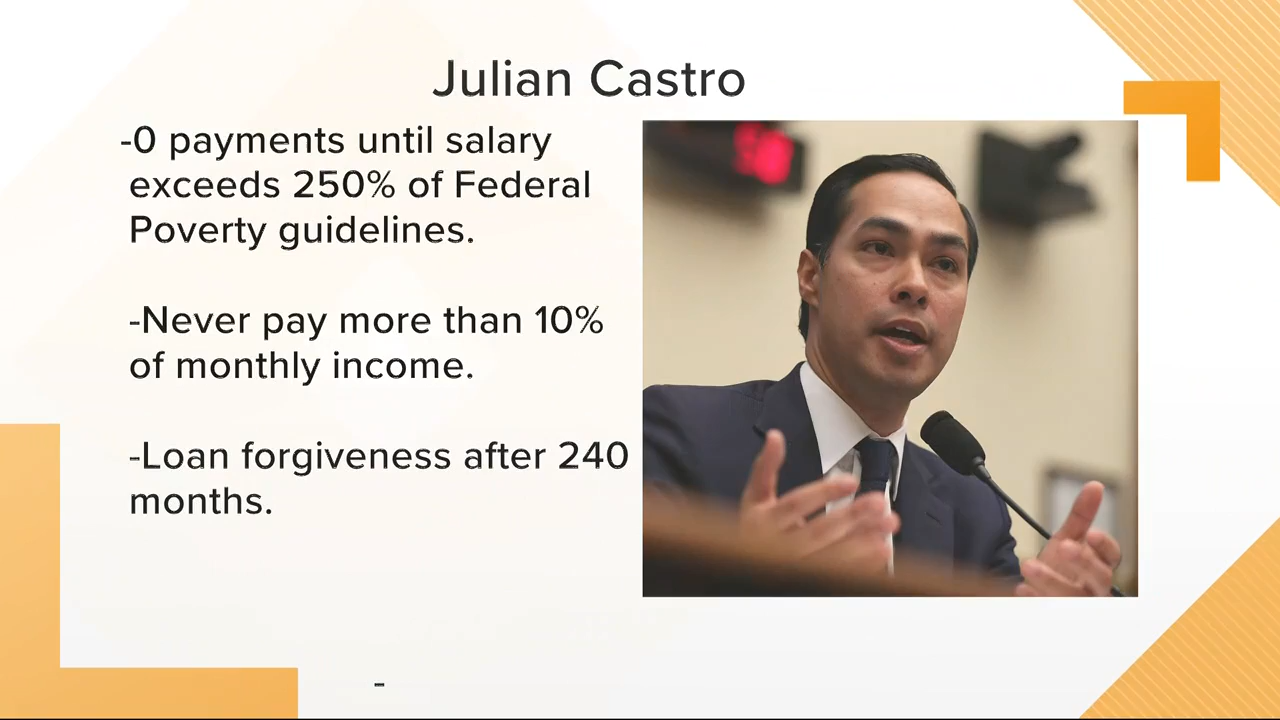 Julian Castro
-0 payments until salary
exceeds 250% of Federal
Poverty guidelines.
-Never pay more than 10%
of monthly income.
-Loan forgiveness after 240
months.
-